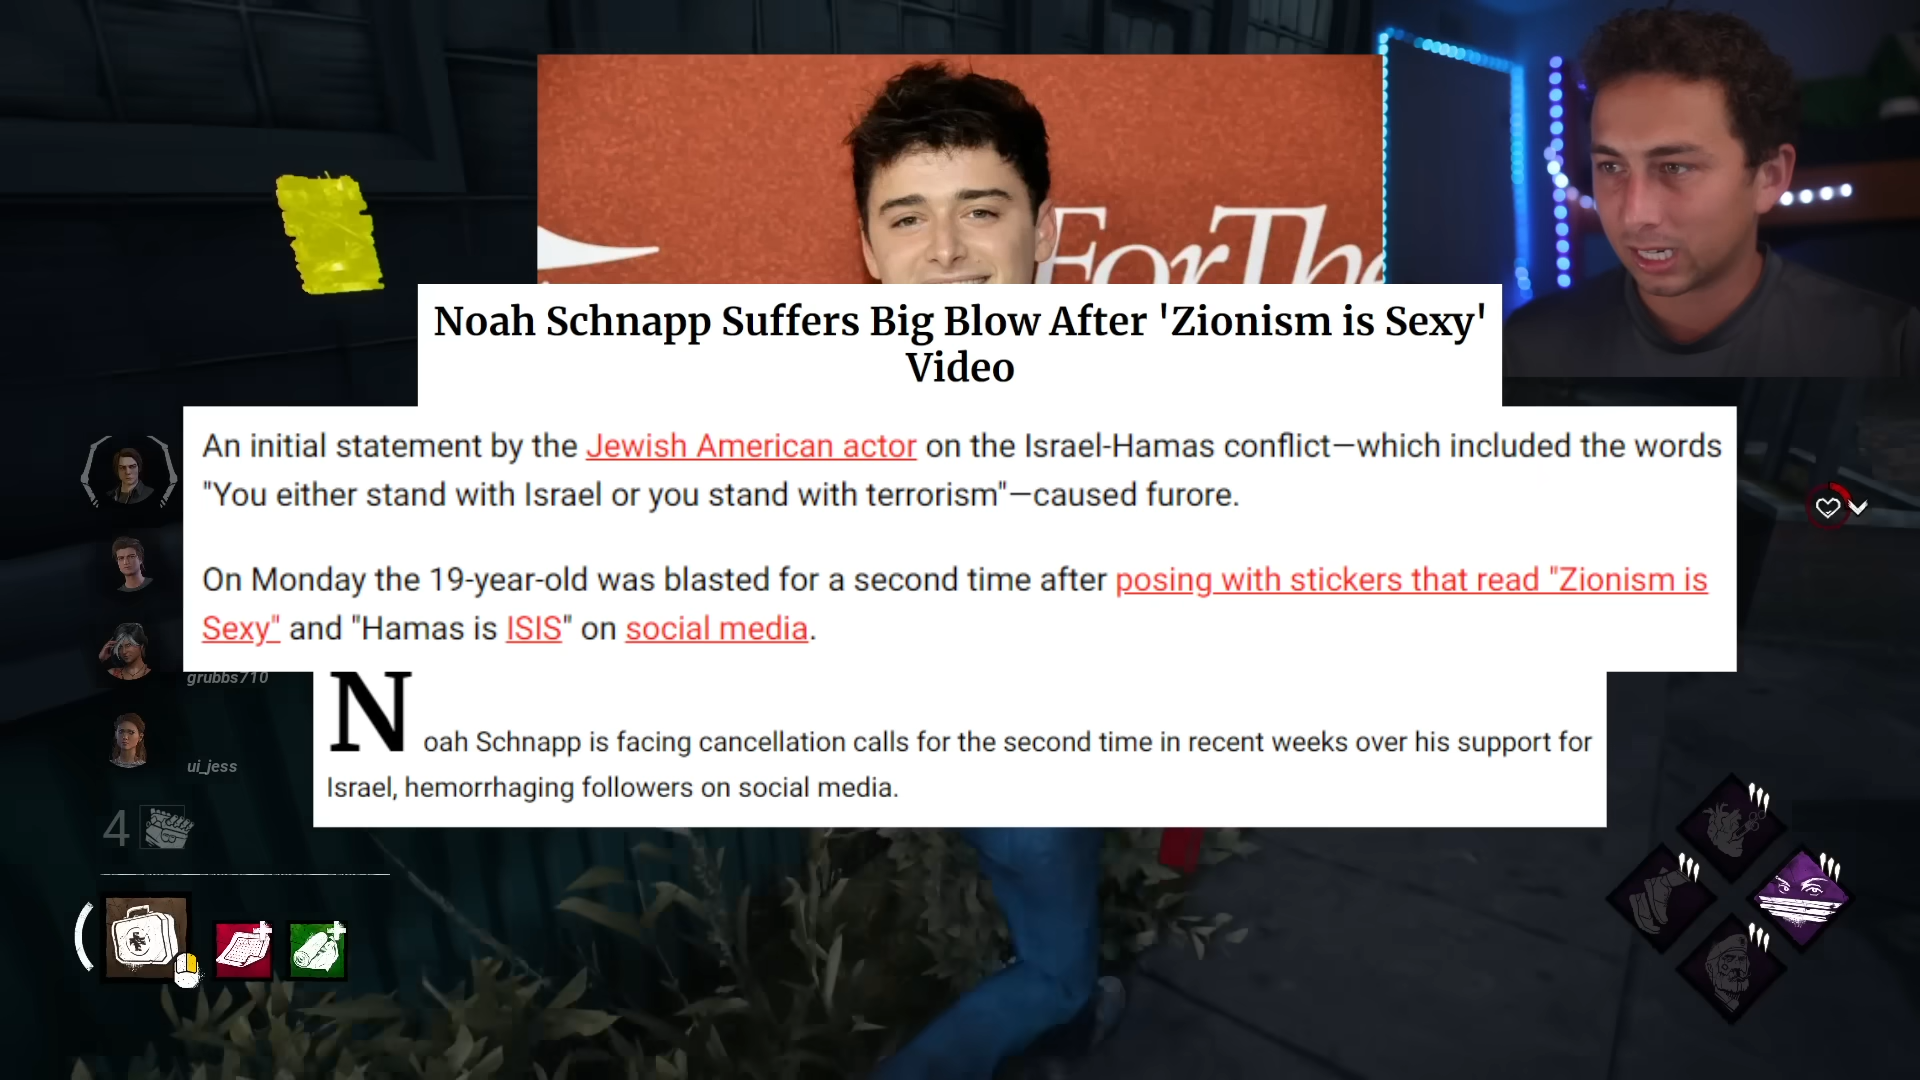 ForThe
Noah Schnapp Suffers Big Blow After 'Zionism is Sexy'
Video
An initial statement by the Jewish American actor on the Israel-Hamas conflict—which included the words
"You either stand with Israel or you stand with terrorism"—caused furore.
On Monday the 19-year-old was blasted for a second time after posing with stickers that read "Zionism is
Sexy" and "Hamas is ISIS" on social media.
grubbs710
Noah Schnapp is facing cancellation calls for the second time in recent weeks over his support for
Israel, hemorrhaging followers on social media.
ui_jess
4